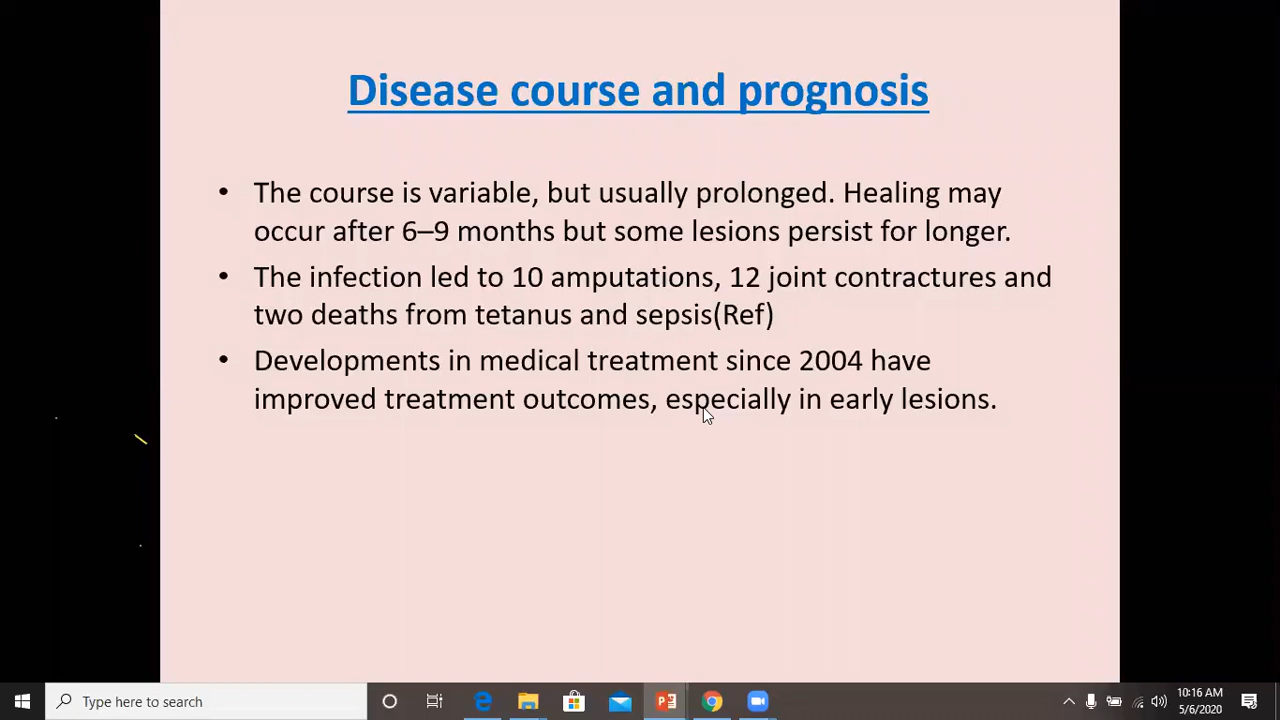 Disease course and prognosis
• The course is variable, but usually prolonged. Healing may
occur after 6–9 months but some lesions persist for longer.
• The infection led to 10 amputations, 12 joint contractures and
two deaths from tetanus and sepsis(Ref)
• Developments in medical treatment since 2004 have
improved treatment outcomes, especially in early lesions.
Type here to search
10:16 AM
5/6/2020